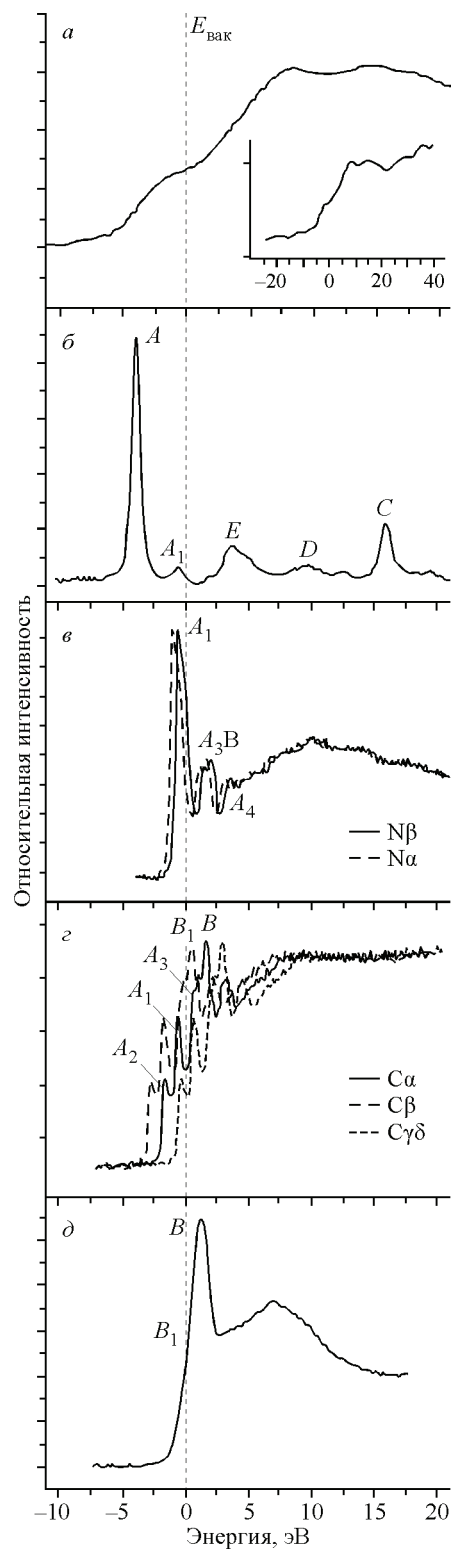 а
Eвак
−20 0 20 40
б
A
A1
E
D
C
Относительная интенсивность
в
A1
A3B
A4
Nβ
Nα
г
B1 B
A3
A1
A2
Cα
Cβ
Cγδ
д
B
B1
−10 −5 0 5 10 15 20
Энергия, эВ